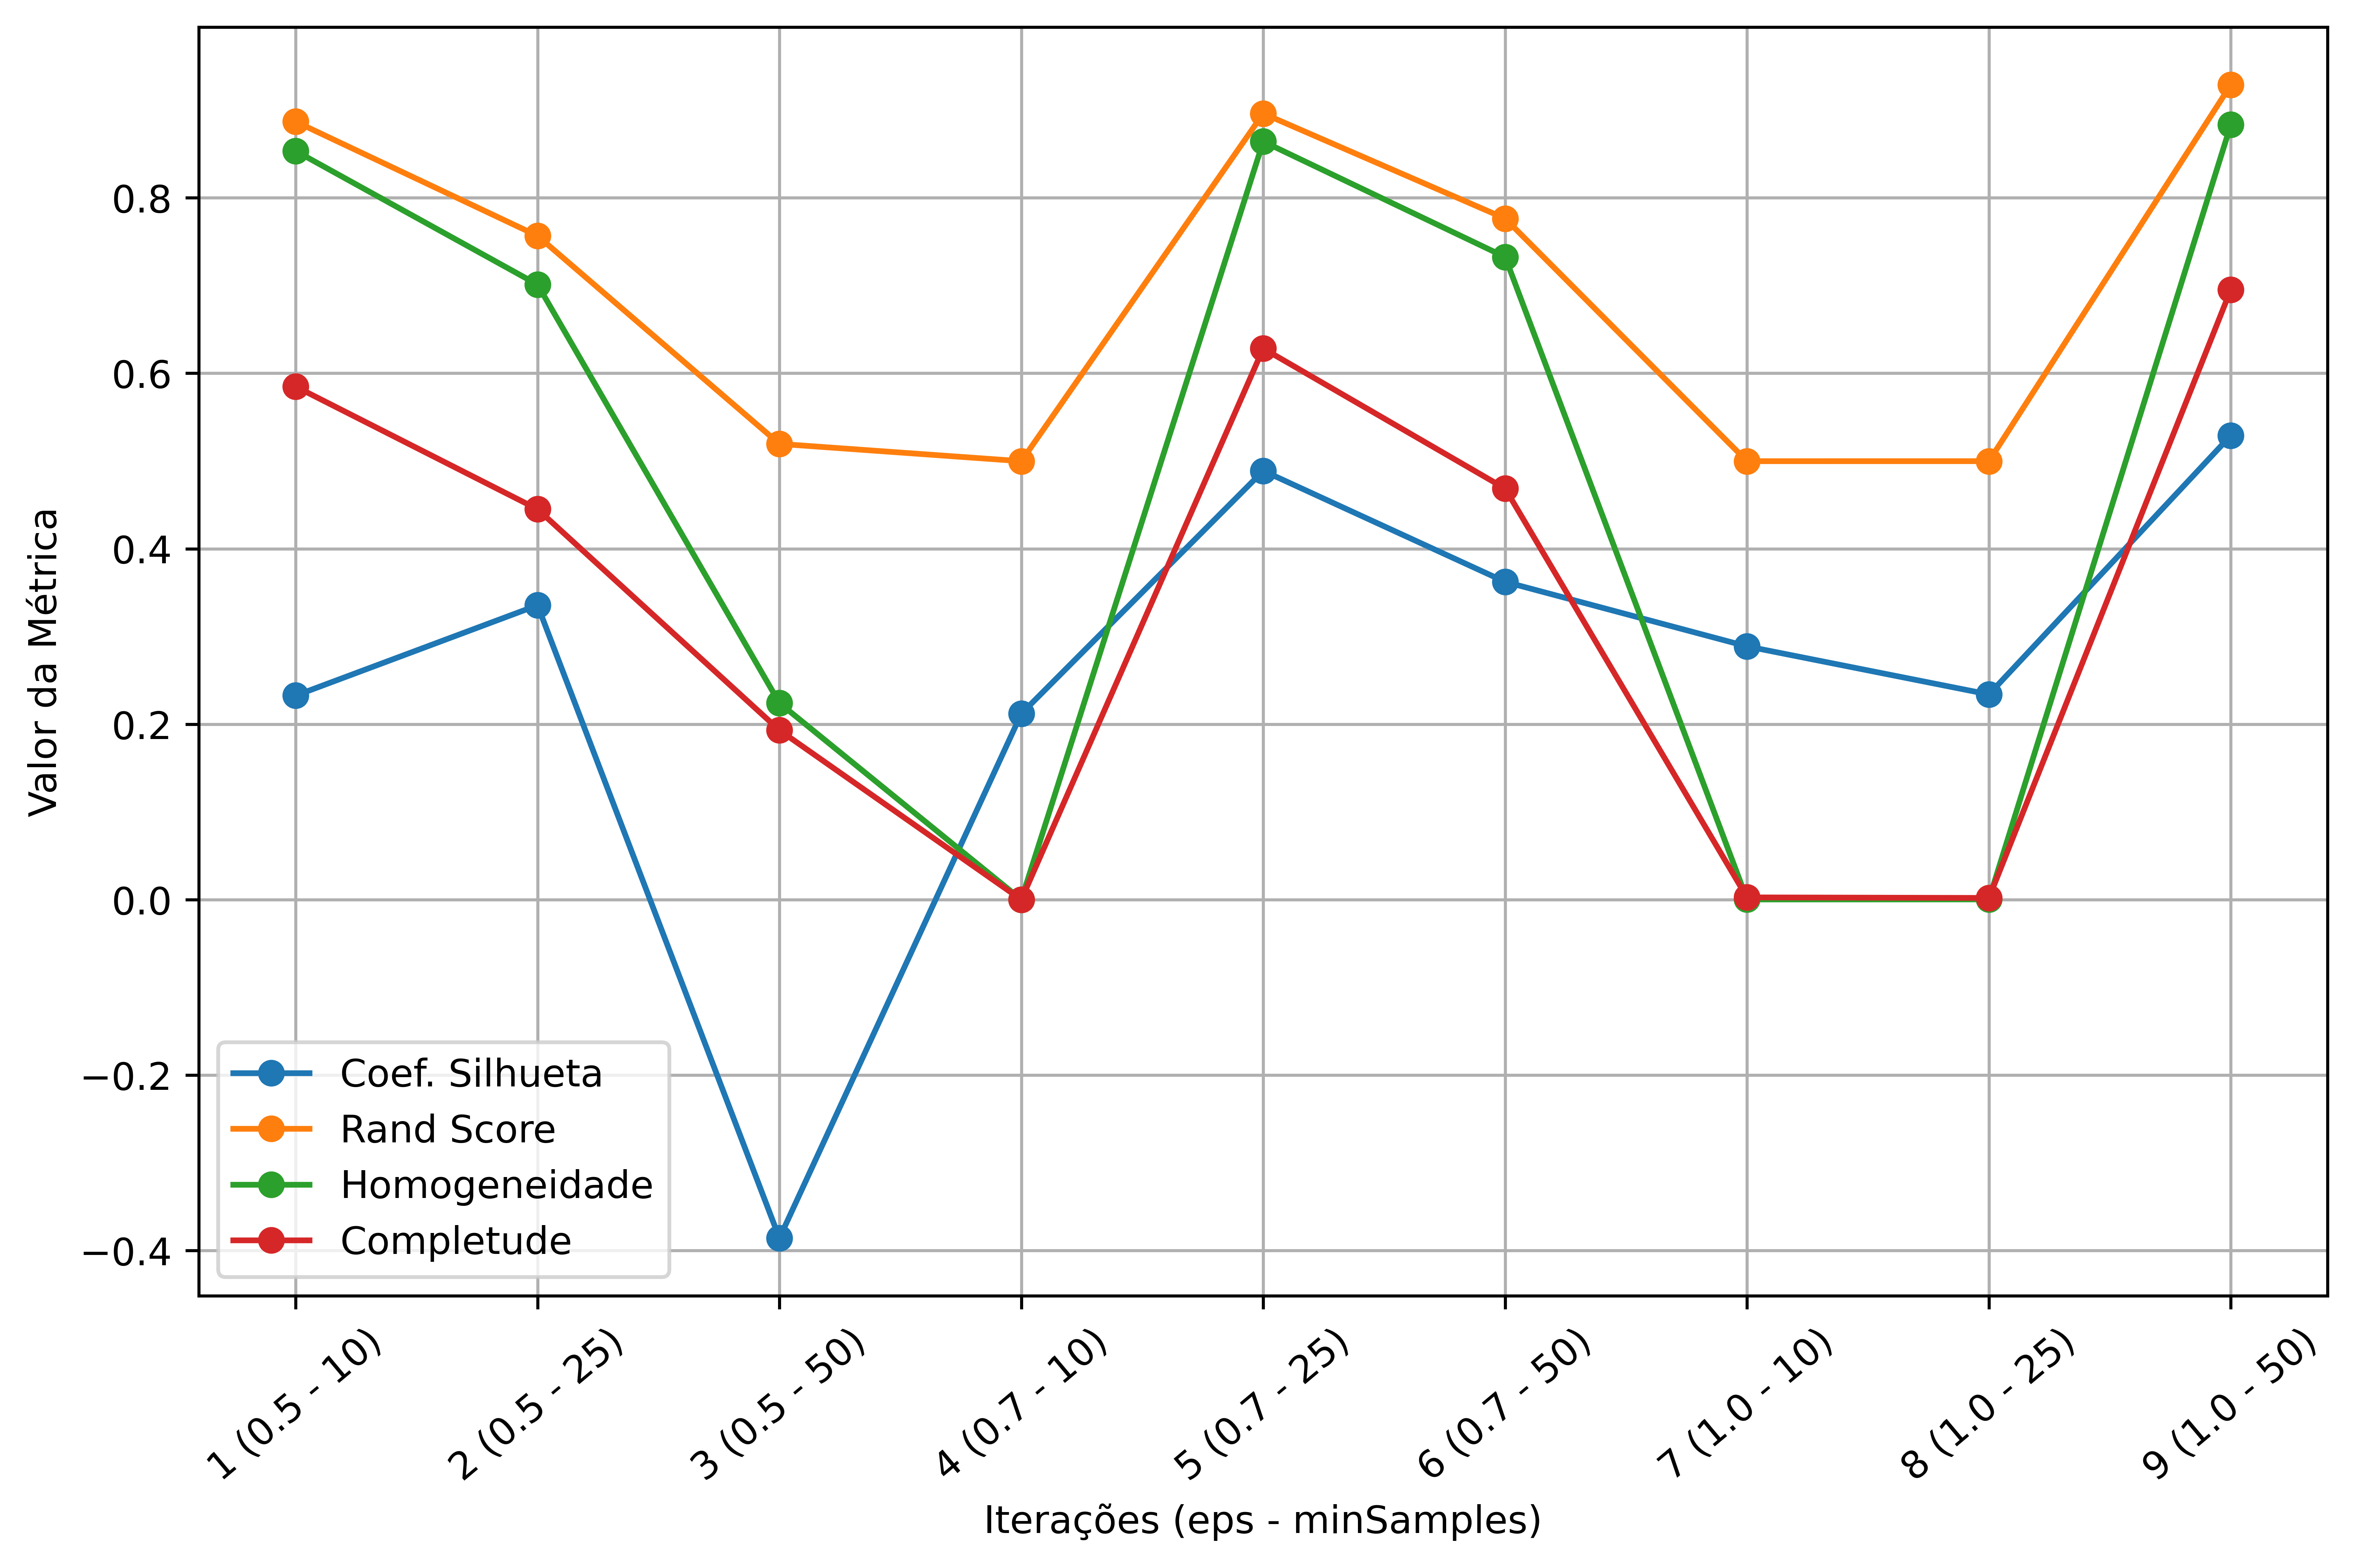 Valor da Métrica
0.8
0.6
0.4
0.2
0.0
−0.2
−0.4
Coef. Silhueta
Rand Score
Homogeneidade
Completude
1 (0.5 - 10)
2 (0.5 - 25)
3 (0.5 - 50)
4 (0.7 - 10)
5 (0.7 - 25)
6 (0.7 - 50)
7 (1.0 - 10)
8 (1.0 - 25)
9 (1.0 - 50)
Iterações (eps - minSamples)